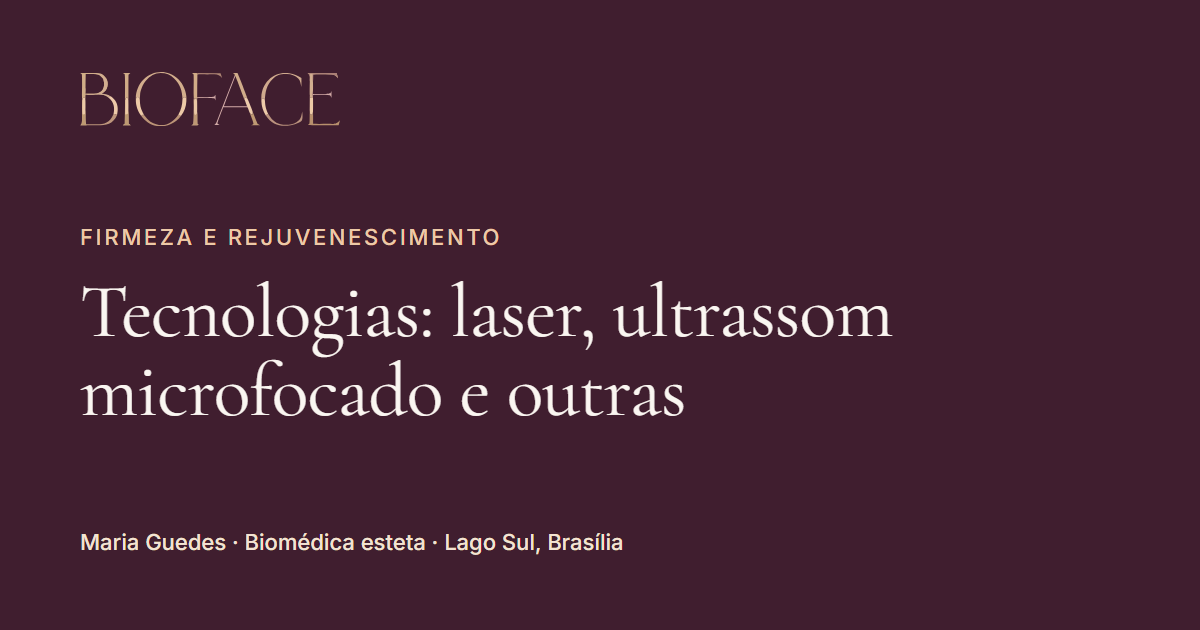 BIOFACE
FIRMEZA E REJUVENESCIMENTO
Tecnologias: laser, ultrassom
microfocado e outras
Maria Guedes · Biomédica esteta · Lago Sul, Brasília